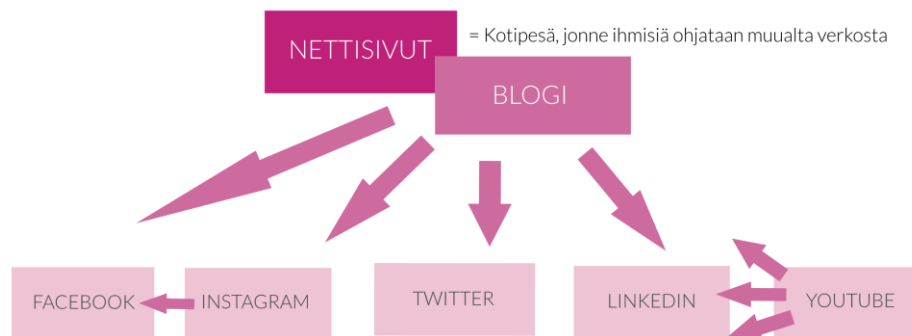 NETTISIVUT
= Kotipesä, jonne ihmisiä ohjataan muualta verkosta
BLOGI
FACEBOOK
INSTAGRAM
TWITTER
LINKEDIN
YOUTUBE